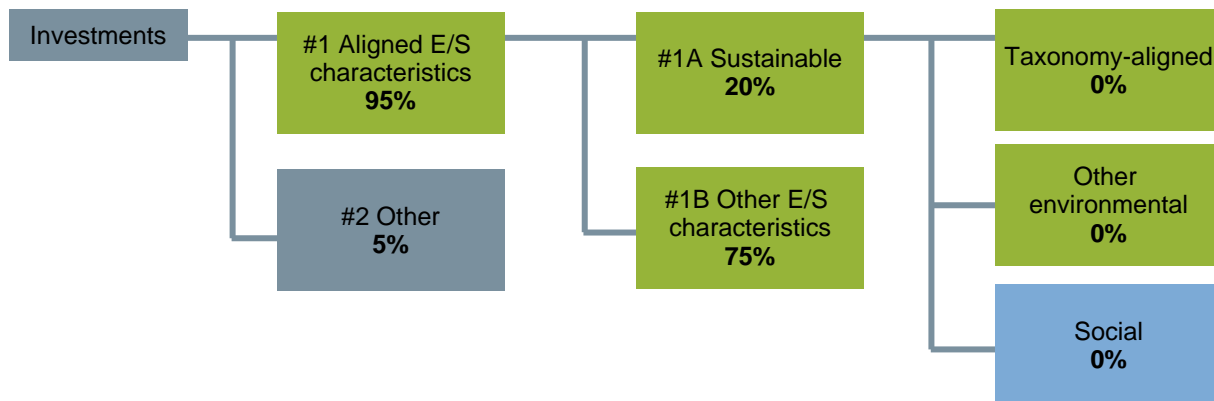 Investments
#1 Aligned E/S
characteristics
95%
#2 Other
5%
#1A Sustainable
20%
#1B Other E/S
characteristics
75%
Taxonomy-aligned
0%
Other
environmental
0%
Social
0%